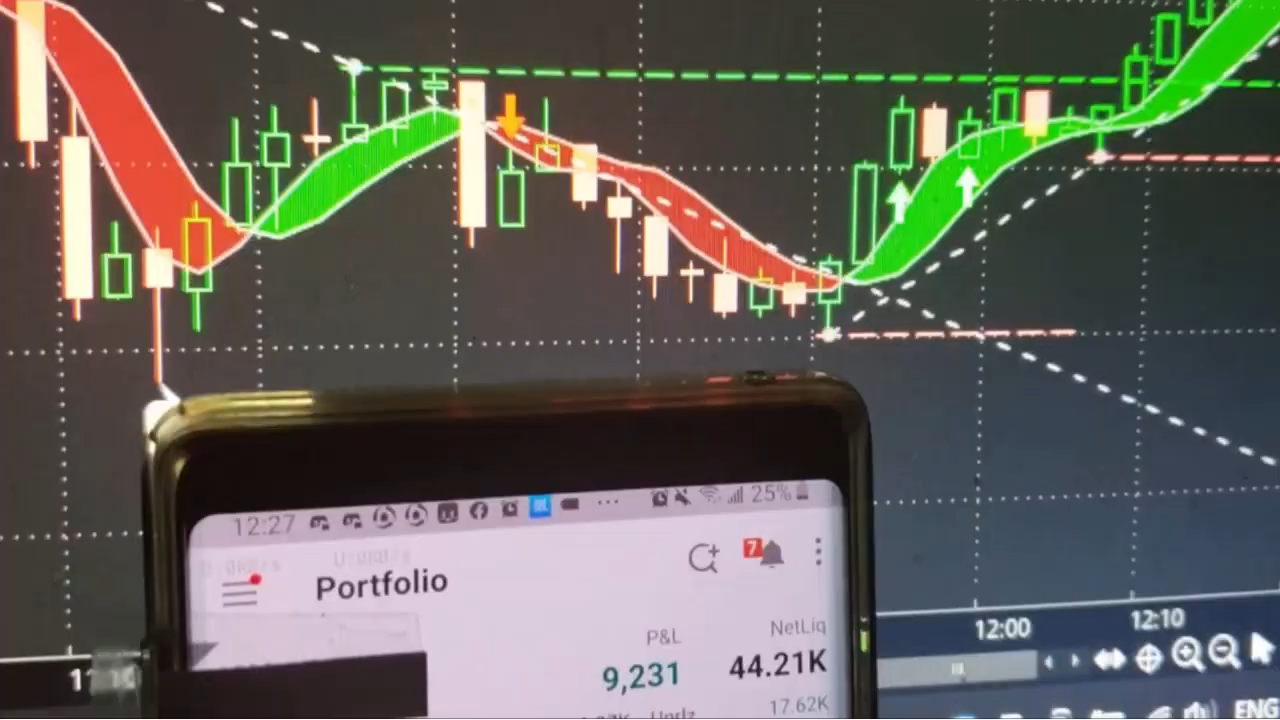 12:27
25%
7
Portfolio
P&L
NetLiq
9,231
44.21K
17.62K
12:00
12:10
ENG